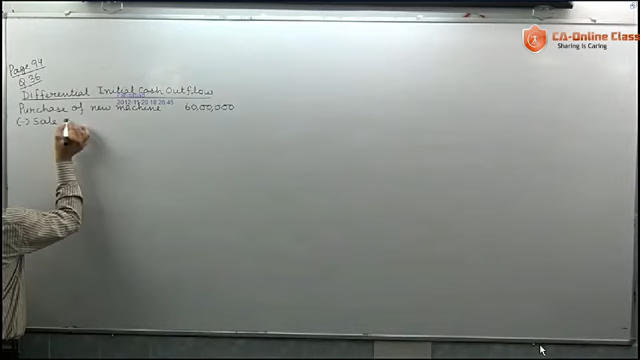 CA-Online Class
Sharing is Caring
Page 94
Q 36
Differential Initial Cash Outflow
2012-11-20 18 26:45
Purchase of new machine 60,00,000
(-) Sale